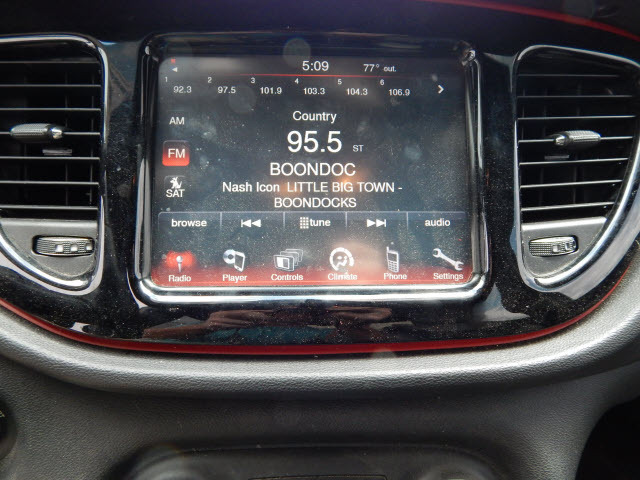 5:09 77° out.
1 2 3 4 5 6
92.3 97.5 101.9 103.3 104.3 106.9
AM
Country
FM 95.5 ST
BOONDOC
SAT Nash Icon LITTLE BIG TOWN -
BOONDOCKS
browse tune audio
Radio Player Controls Climate Phone Settings